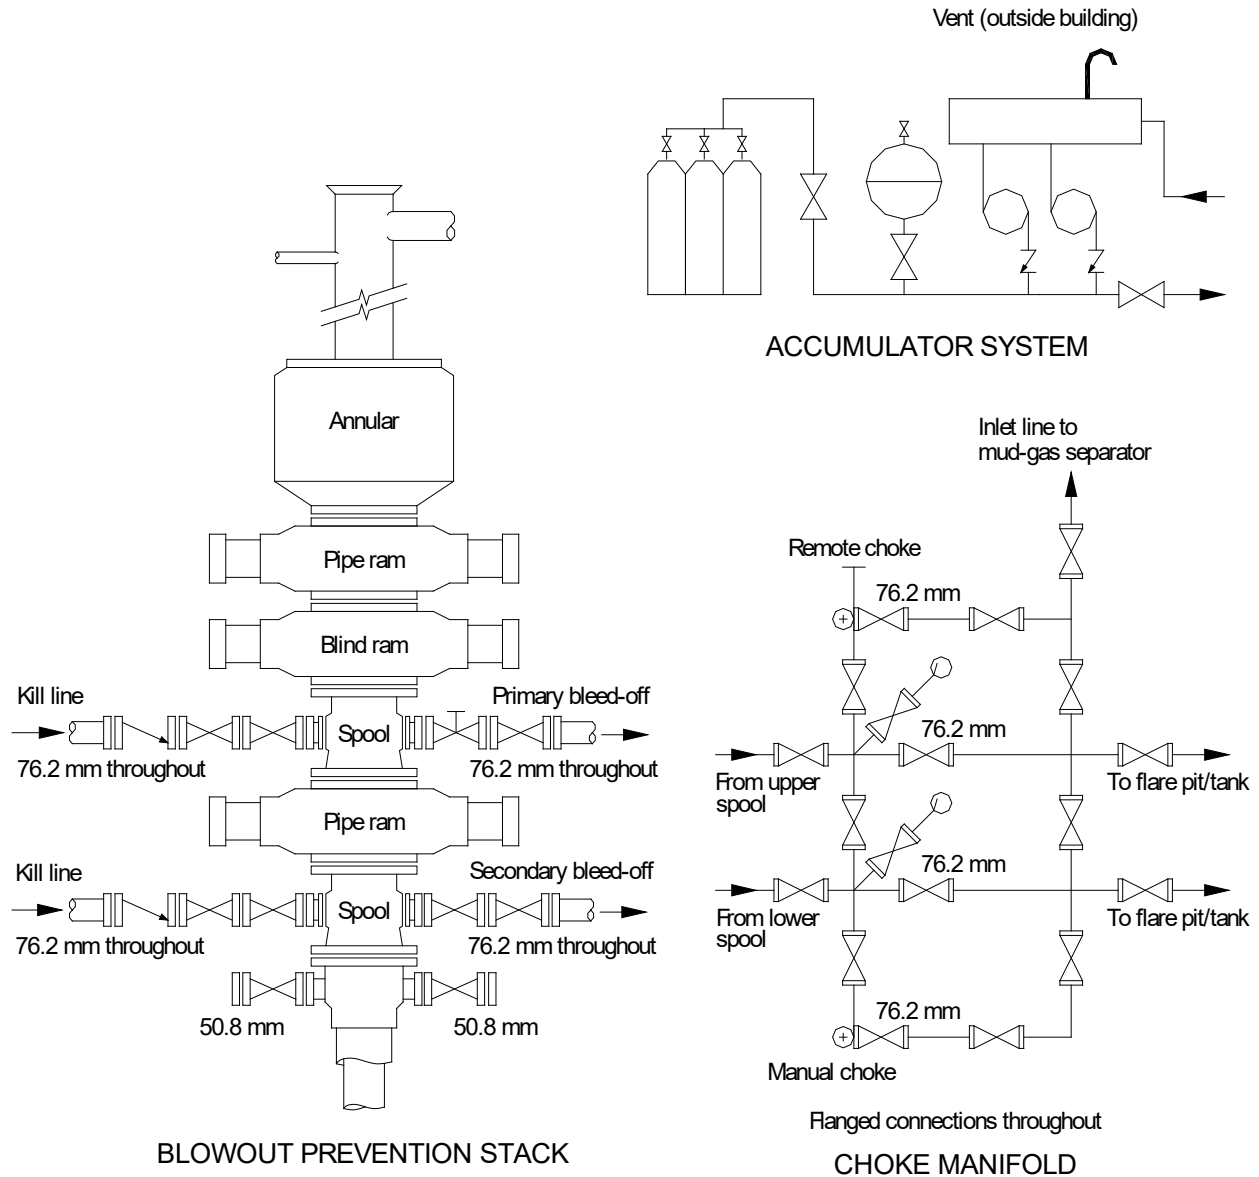 Vent (outside building)
ACCUMULATOR SYSTEM
Annular
Pipe ram
Blind ram
Kill line
Primary bleed-off
Spool
76.2 mm throughout
76.2 mm throughout
Pipe ram
Kill line
Secondary bleed-off
Spool
76.2 mm throughout
76.2 mm throughout
50.8 mm
50.8 mm
BLOWOUT PREVENTION STACK
Inlet line to
mud-gas separator
Remote choke
76.2 mm
76.2 mm
From upper
spool
To flare pit/tank
76.2 mm
From lower
spool
To flare pit/tank
76.2 mm
Manual choke
Flanged connections throughout
CHOKE MANIFOLD